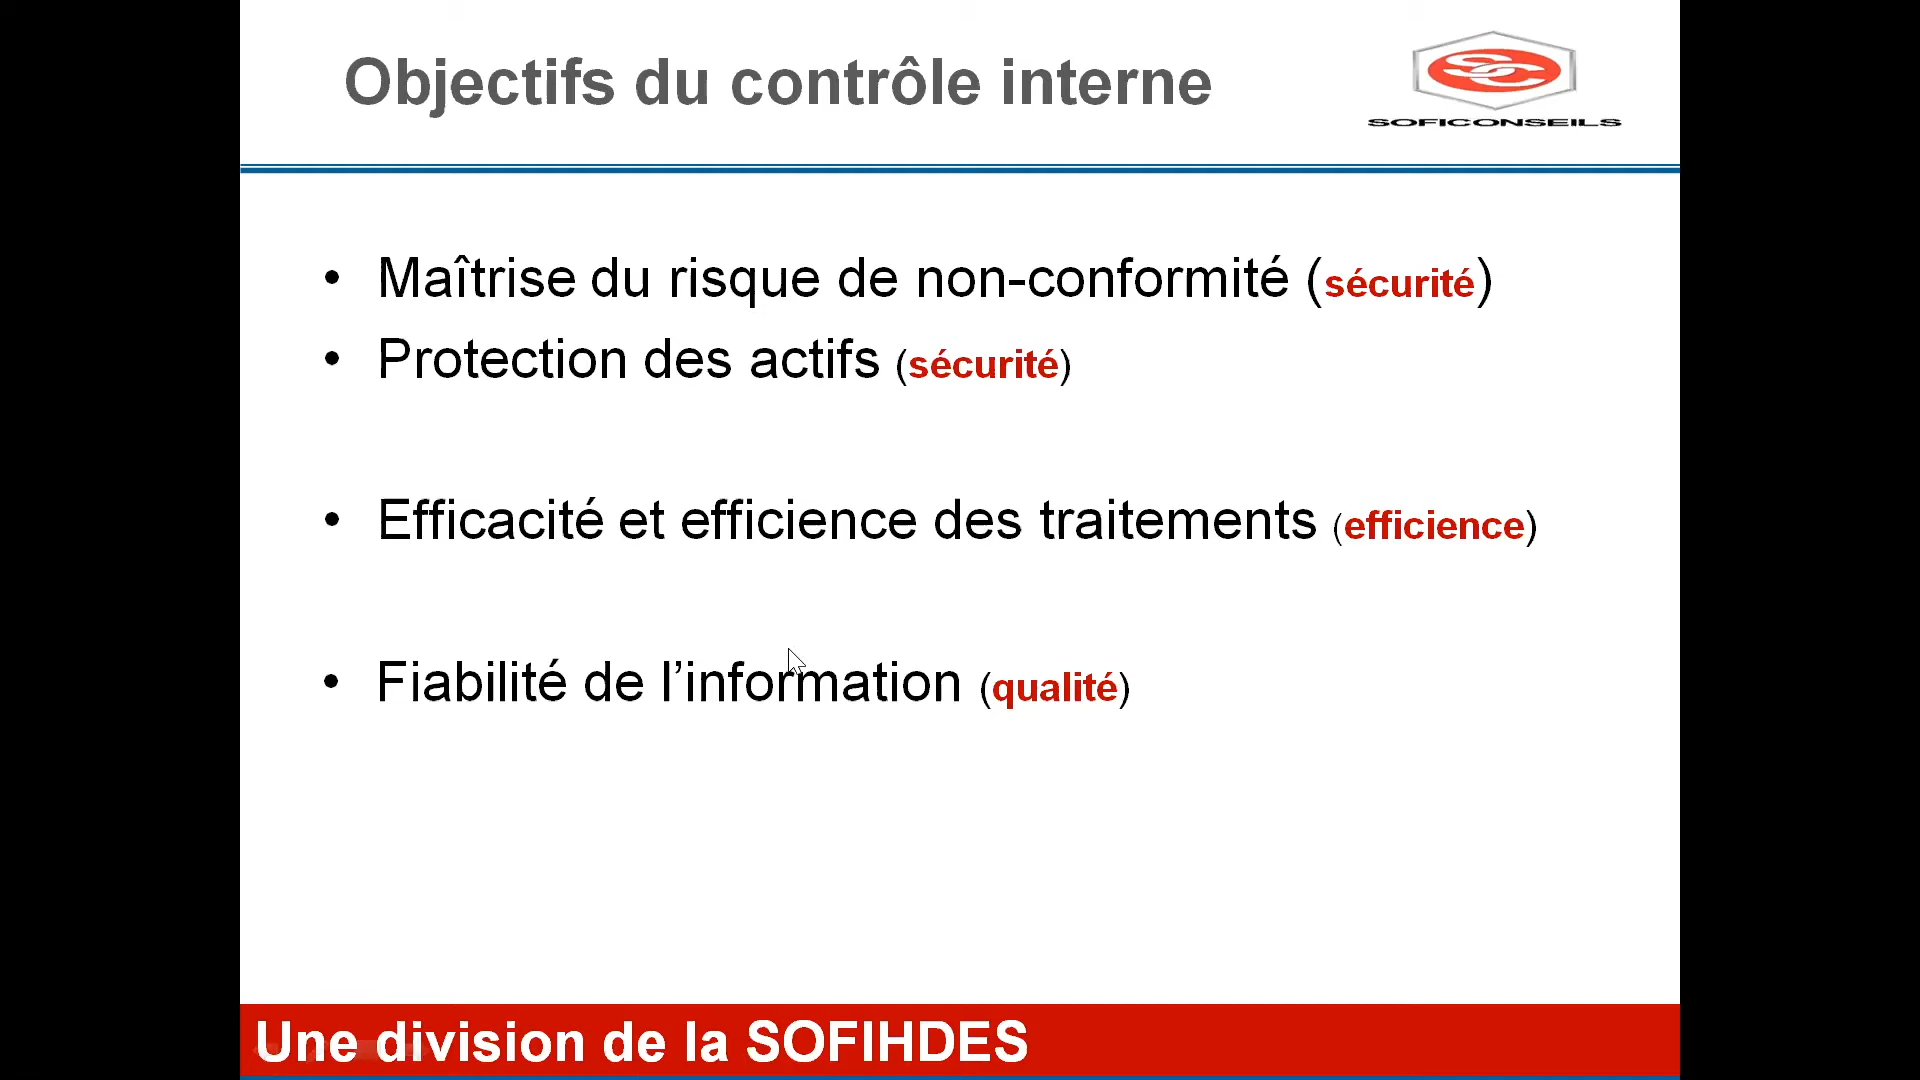 Objectifs du contrôle interne
SC
SOFICONSEILS
• Maîtrise du risque de non-conformité (sécurité)
• Protection des actifs (sécurité)
• Efficacité et efficience des traitements (efficience)
• Fiabilité de l’information (qualité)
Une division de la SOFIHDES